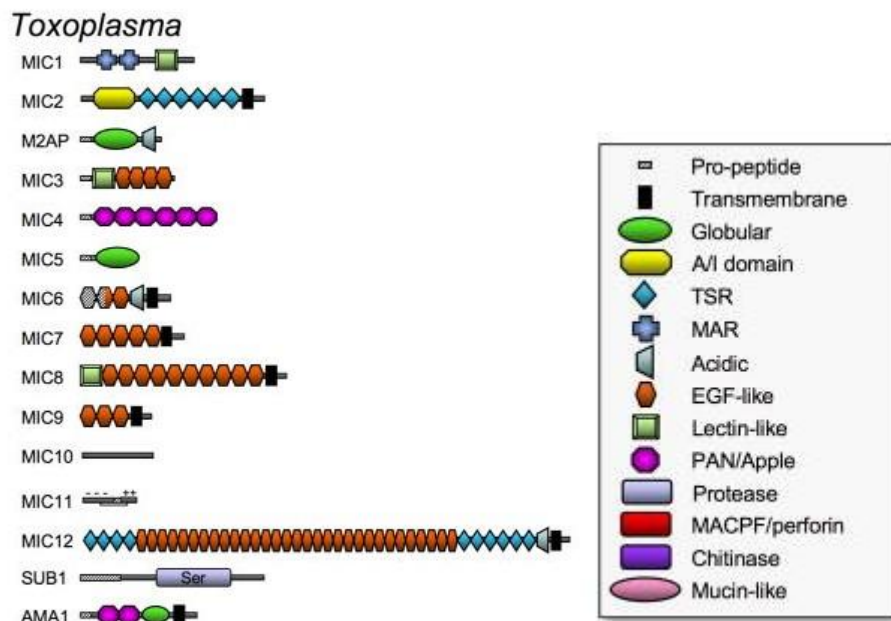 Toxoplasma
MIC1
MIC2
M2AP
MIC3
MIC4
MIC5
MIC6
MIC7
MIC8
MIC9
MIC10
MIC11
- - - - ++
MIC12
SUB1
Ser
AMA1
Pro-peptide
Transmembrane
Globular
A/I domain
TSR
MAR
Acidic
EGF-like
Lectin-like
PAN/Apple
Protease
MACPF/perforin
Chitinase
Mucin-like